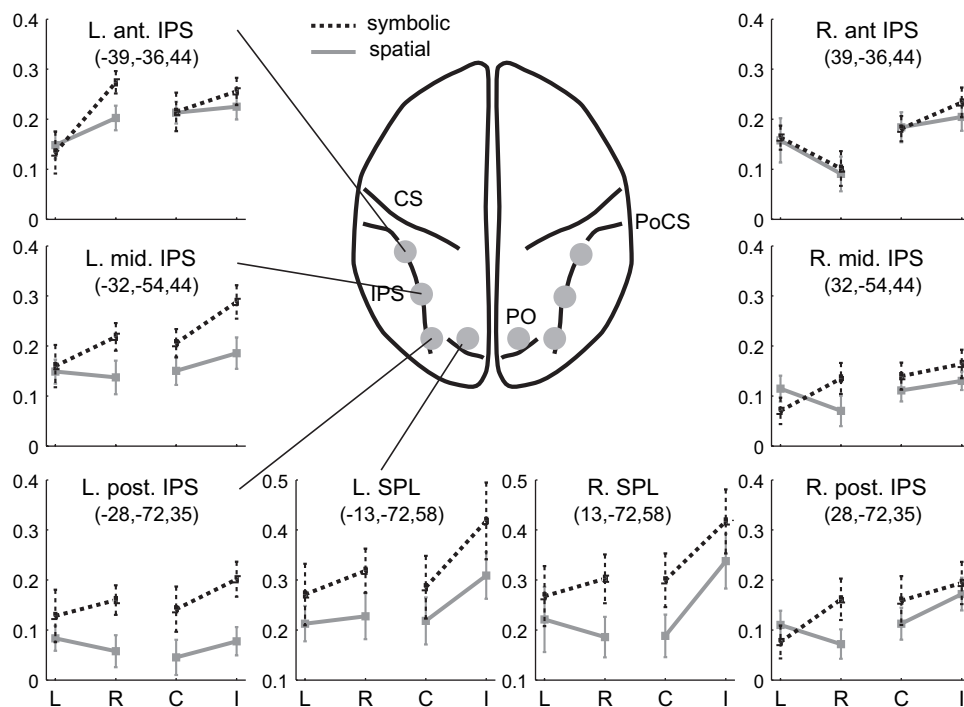 symbolic
spatial
0.4
0.3
0.2
0.1
0
L. ant. IPS
(-39,-36,44)
0.4
0.3
0.2
0.1
0
R. ant IPS
(39,-36,44)
CS
PoCS
IPS
PO
0.4
0.3
0.2
0.1
0
L. mid. IPS
(-32,-54,44)
0.4
0.3
0.2
0.1
0
R. mid. IPS
(32,-54,44)
0.4
0.3
0.2
0.1
0
L. post. IPS
(-28,-72,35)
L R C I
0.5
0.4
0.3
0.2
0.1
L. SPL
(-13,-72,58)
L R C I
0.5
0.4
0.3
0.2
0.1
R. SPL
(13,-72,58)
L R C I
0.4
0.3
0.2
0.1
0
R. post. IPS
(28,-72,35)
L R C I